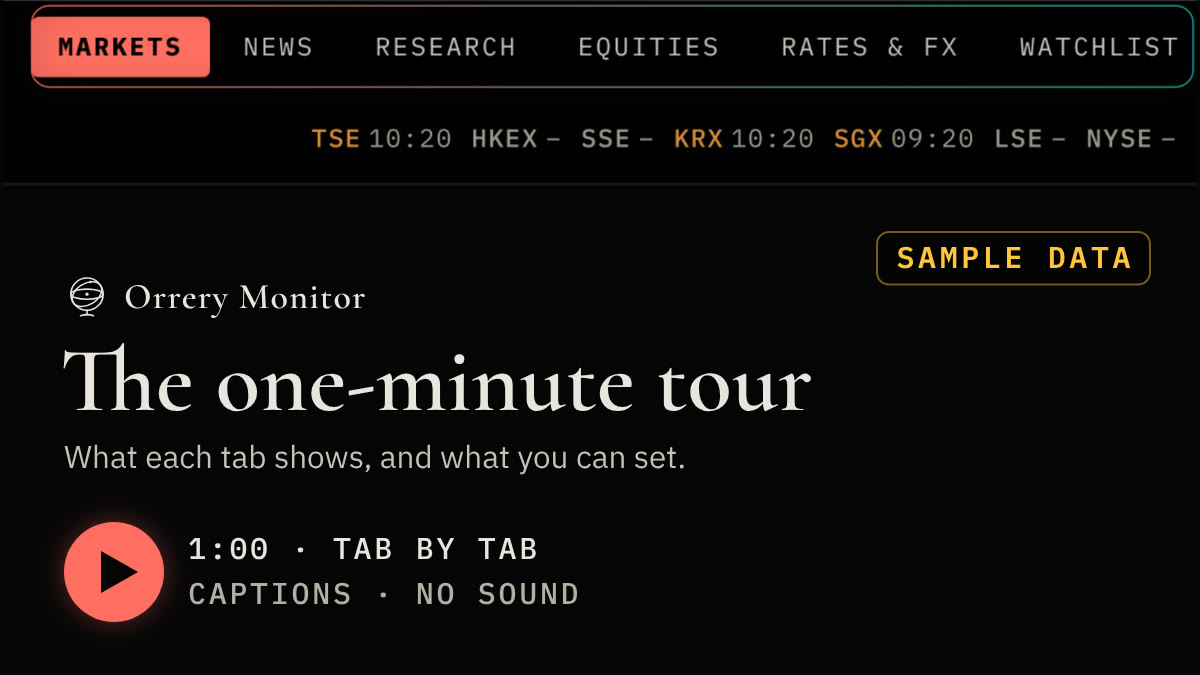 MARKETS NEWS RESEARCH EQUITIES RATES & FX WATCHLIST
TSE 10:20 HKEX – SSE – KRX 10:20 SGX 09:20 LSE – NYSE –
SAMPLE DATA
Orrery Monitor
The one-minute tour
What each tab shows, and what you can set.
1:00 · TAB BY TAB
CAPTIONS · NO SOUND